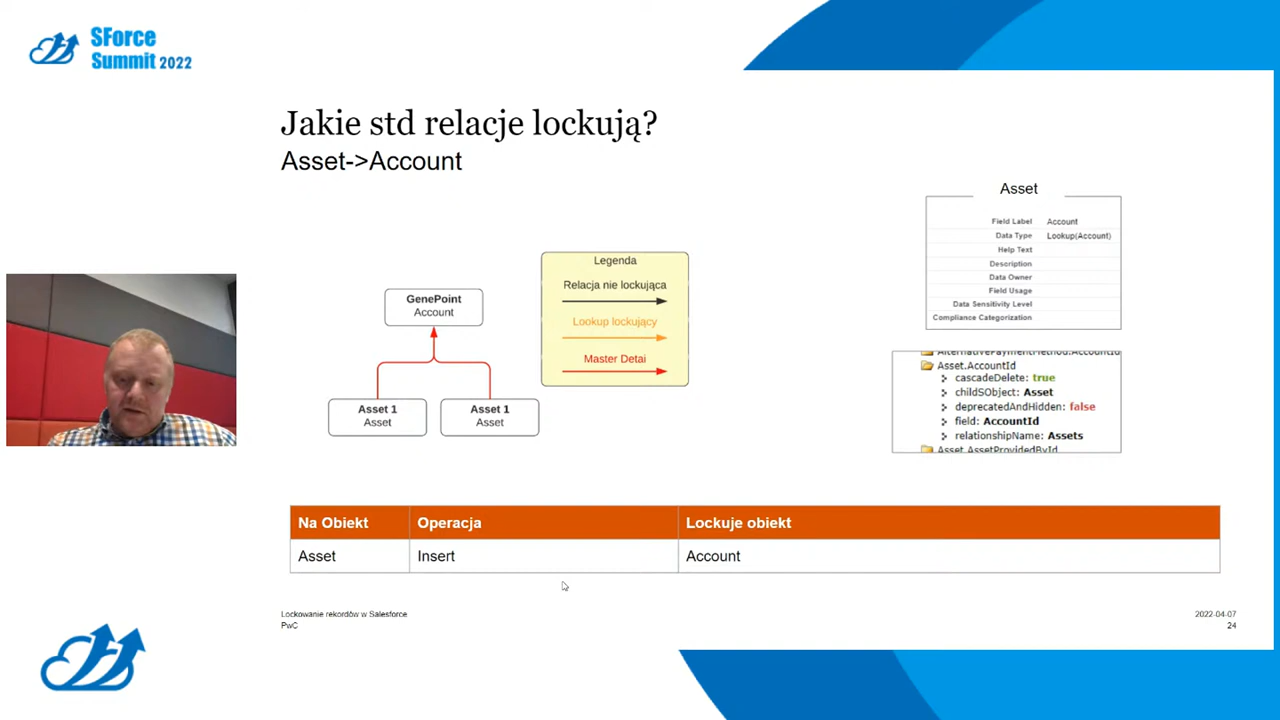 SForce
Summit 2022
Jakie std relacje lockują?
Asset->Account
Asset
Field Label Account
Data Type Lookup(Account)
Help Text
Description
Data Owner
Field Usage
Data Sensitivity Level
Compliance Categorization
Legenda
Relacja nie lockująca
Lookup lockujący
Master Detai
GenePoint
Account
Asset 1
Asset
Asset 1
Asset
AlternativePaymentMethod.AccountId
Asset.AccountId
cascadeDelete: true
childSObject: Asset
deprecatedAndHidden: false
field: AccountId
relationshipName: Assets
Asset.AssetProvidedById
Na Obiekt Operacja Lockuje obiekt
Asset Insert Account
Lockowanie rekordów w Salesforce
PwC
2022-04-07
24